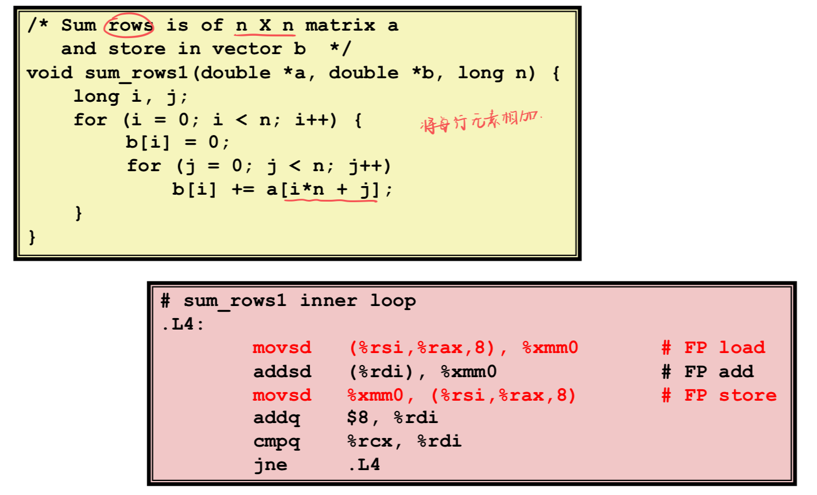 /* Sum rows is of n X n matrix a
and store in vector b */
void sum_rows1(double *a, double *b, long n) {
long i, j;
for (i = 0; i < n; i++) {
将每行元素相加.
b[i] = 0;
for (j = 0; j < n; j++)
b[i] += a[i*n + j];
}
}
# sum_rows1 inner loop
.L4:
movsd (%rsi,%rax,8), %xmm0 # FP load
addsd (%rdi), %xmm0 # FP add
movsd %xmm0, (%rsi,%rax,8) # FP store
addq $8, %rdi
cmpq %rcx, %rdi
jne .L4